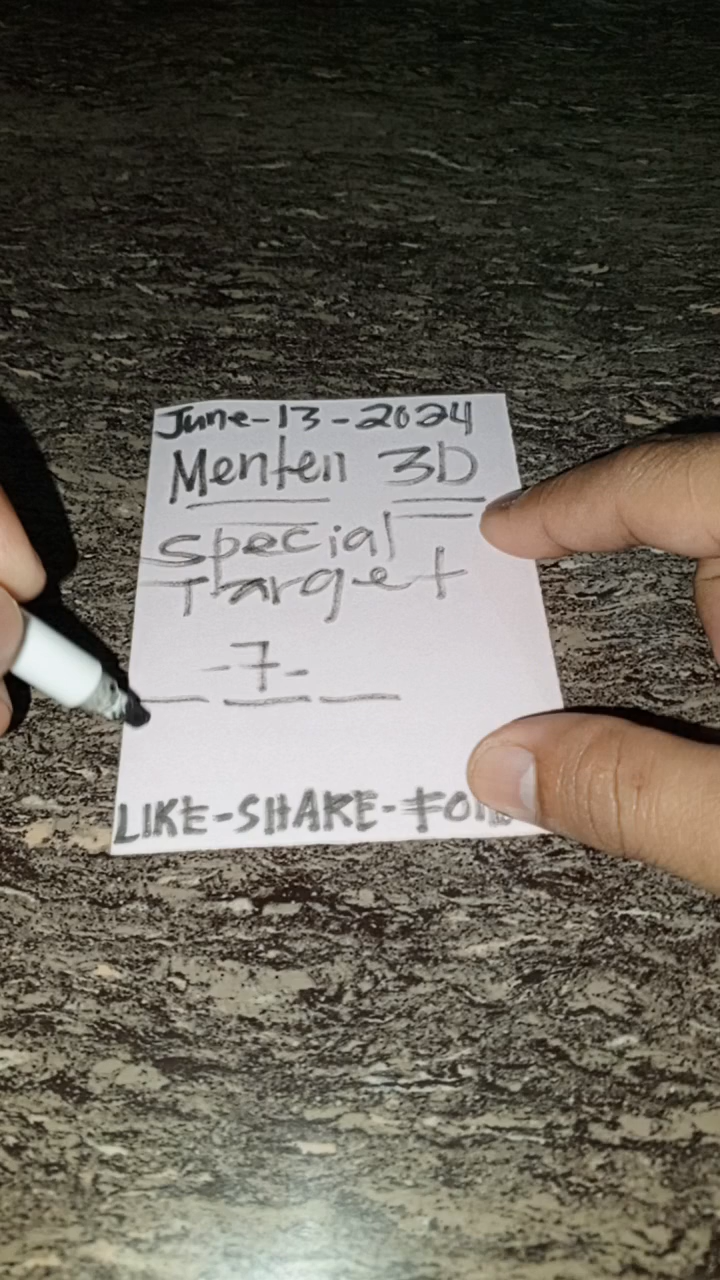 June-13-2024
Menten 3D
Special
Target
-7-
LIKE-SHARE-